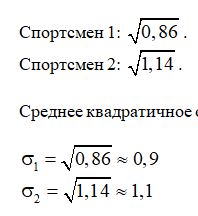 Спортсмен 1: √0,86 .
Спортсмен 2: √1,14 .
Среднее квадратичное
σ₁ = √0,86 ≈ 0,9
σ₂ = √1,14 ≈ 1,1